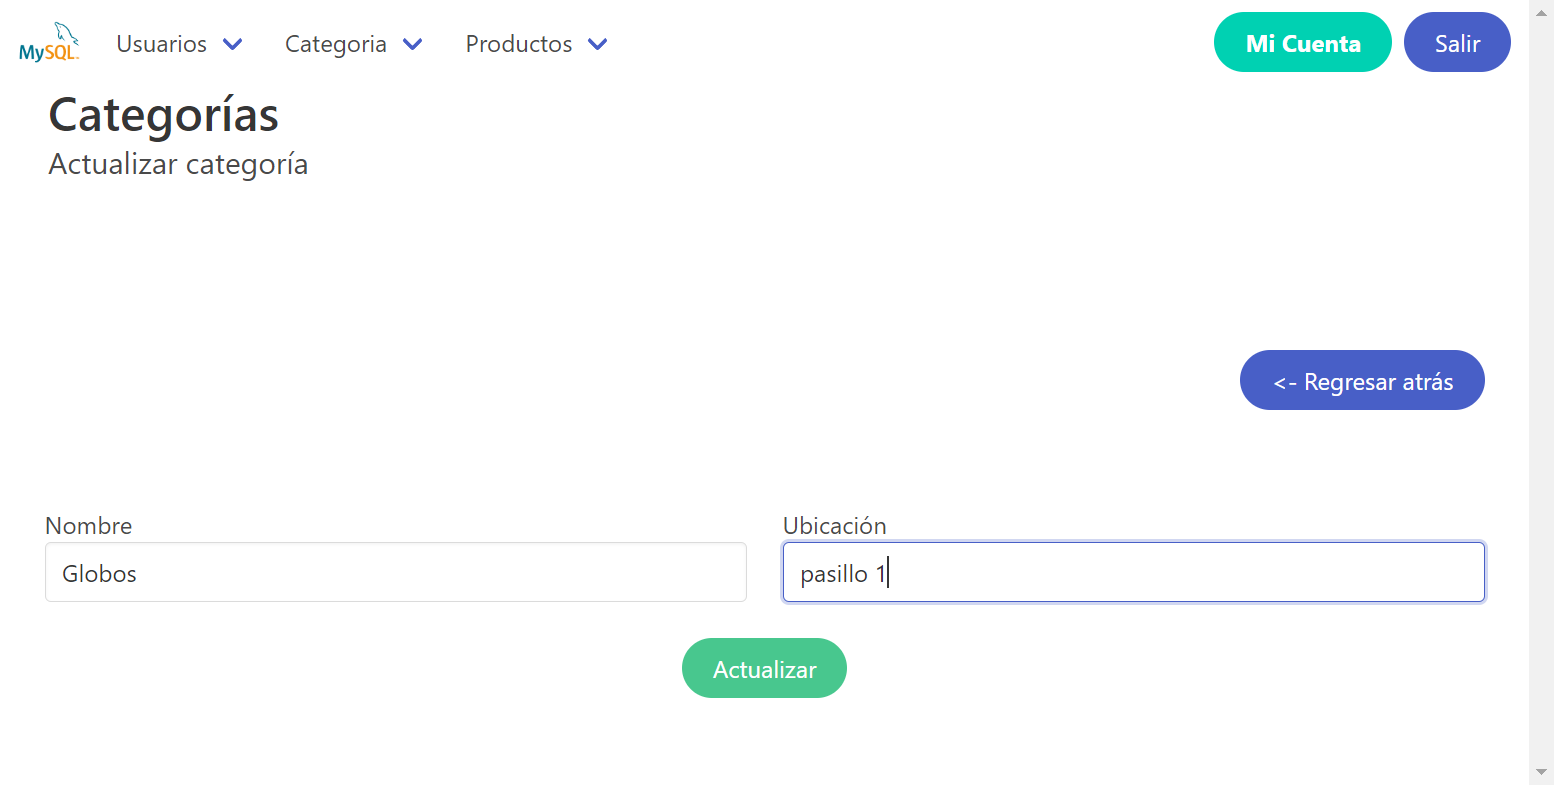 MySQL Usuarios Categoria Productos Mi Cuenta Salir
Categorías
Actualizar categoría
<- Regresar atrás
Nombre Ubicación
Globos pasillo 1
Actualizar